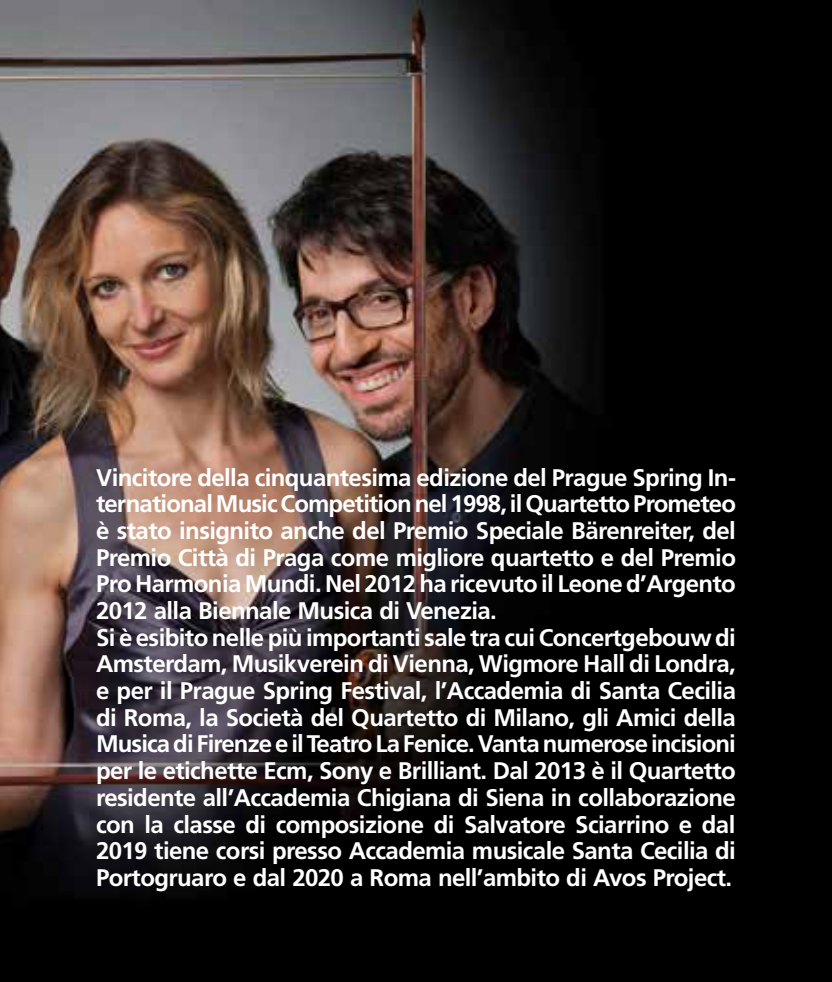 Vincitore della cinquantesima edizione del Prague Spring In-
ternational Music Competition nel 1998, il Quartetto Prometeo
è stato insignito anche del Premio Speciale Bärenreiter, del
Premio Città di Praga come migliore quartetto e del Premio
Pro Harmonia Mundi. Nel 2012 ha ricevuto il Leone d’Argento
2012 alla Biennale Musica di Venezia.
Si è esibito nelle più importanti sale tra cui Concertgebouw di
Amsterdam, Musikverein di Vienna, Wigmore Hall di Londra,
e per il Prague Spring Festival, l’Accademia di Santa Cecilia
di Roma, la Società del Quartetto di Milano, gli Amici della
Musica di Firenze e il Teatro La Fenice. Vanta numerose incisioni
per le etichette Ecm, Sony e Brilliant. Dal 2013 è il Quartetto
residente all’Accademia Chigiana di Siena in collaborazione
con la classe di composizione di Salvatore Sciarrino e dal
2019 tiene corsi presso Accademia musicale Santa Cecilia di
Portogruaro e dal 2020 a Roma nell’ambito di Avos Project.